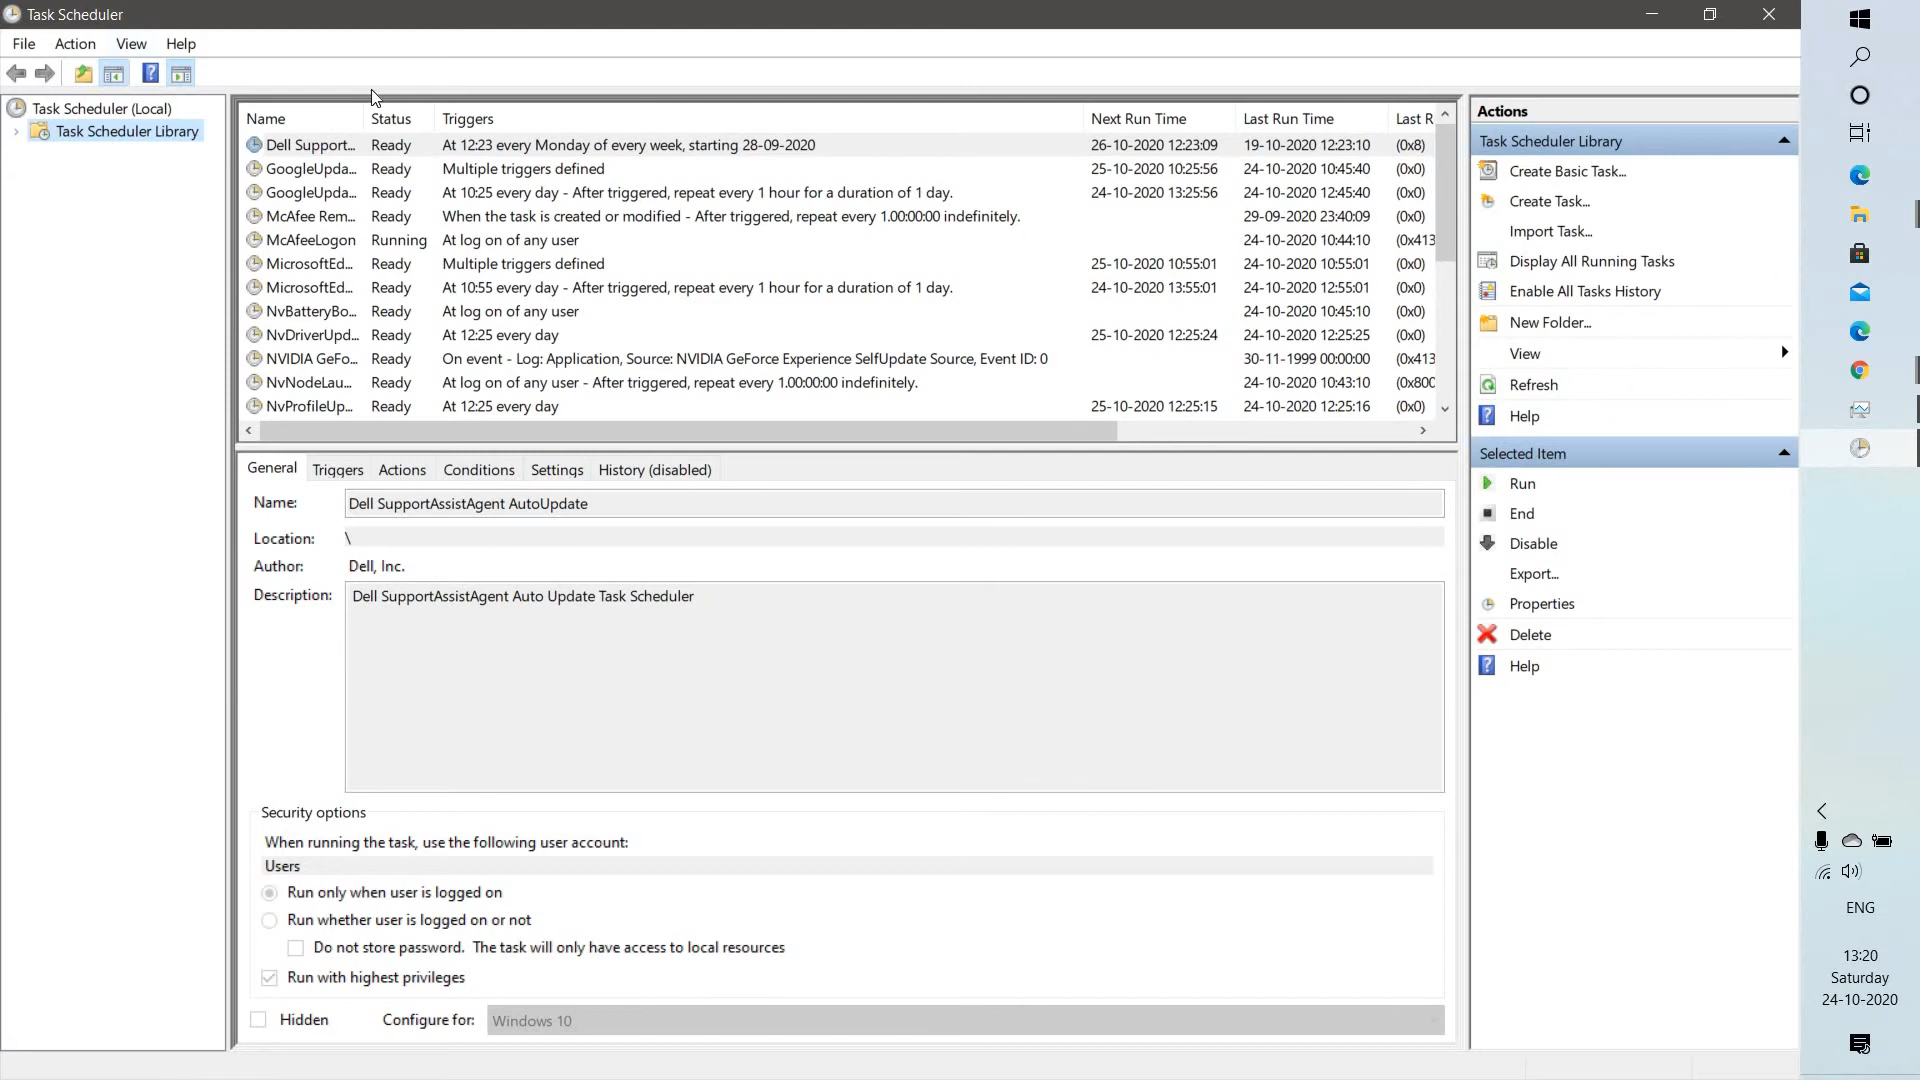 Task Scheduler
File Action View Help
Task Scheduler (Local)
Task Scheduler Library
Name Status Triggers Next Run Time Last Run Time Last R
Dell Support... Ready At 12:23 every Monday of every week, starting 28-09-2020 26-10-2020 12:23:09 19-10-2020 12:23:10 (0x8)
GoogleUpda... Ready Multiple triggers defined 25-10-2020 10:25:56 24-10-2020 10:45:40 (0x0)
GoogleUpda... Ready At 10:25 every day - After triggered, repeat every 1 hour for a duration of 1 day. 24-10-2020 13:25:56 24-10-2020 12:45:40 (0x0)
McAfee Rem... Ready When the task is created or modified - After triggered, repeat every 1.00:00:00 indefinitely. 29-09-2020 23:40:09 (0x0)
McAfeeLogon Running At log on of any user 24-10-2020 10:44:10 (0x413
MicrosoftEd... Ready Multiple triggers defined 25-10-2020 10:55:01 24-10-2020 10:55:01 (0x0)
MicrosoftEd... Ready At 10:55 every day - After triggered, repeat every 1 hour for a duration of 1 day. 24-10-2020 13:55:01 24-10-2020 12:55:01 (0x0)
NvBatteryBo... Ready At log on of any user 24-10-2020 10:45:10 (0x0)
NvDriverUpd... Ready At 12:25 every day 25-10-2020 12:25:24 24-10-2020 12:25:25 (0x0)
NVIDIA GeFo... Ready On event - Log: Application, Source: NVIDIA GeForce Experience SelfUpdate Source, Event ID: 0 30-11-1999 00:00:00 (0x413
NvNodeLau... Ready At log on of any user - After triggered, repeat every 1.00:00:00 indefinitely. 24-10-2020 10:43:10 (0x800
NvProfileUp... Ready At 12:25 every day 25-10-2020 12:25:15 24-10-2020 12:25:16 (0x0)
General Triggers Actions Conditions Settings History (disabled)
Name: Dell SupportAssistAgent AutoUpdate
Location: \
Author: Dell, Inc.
Description: Dell SupportAssistAgent Auto Update Task Scheduler
Security options
When running the task, use the following user account:
Users
Run only when user is logged on
Run whether user is logged on or not
Do not store password. The task will only have access to local resources
Run with highest privileges
Hidden Configure for: Windows 10
Actions
Task Scheduler Library
Create Basic Task...
Create Task...
Import Task...
Display All Running Tasks
Enable All Tasks History
New Folder...
View
Refresh
Help
Selected Item
Run
End
Disable
Export...
Properties
Delete
Help
ENG
13:20
Saturday
24-10-2020